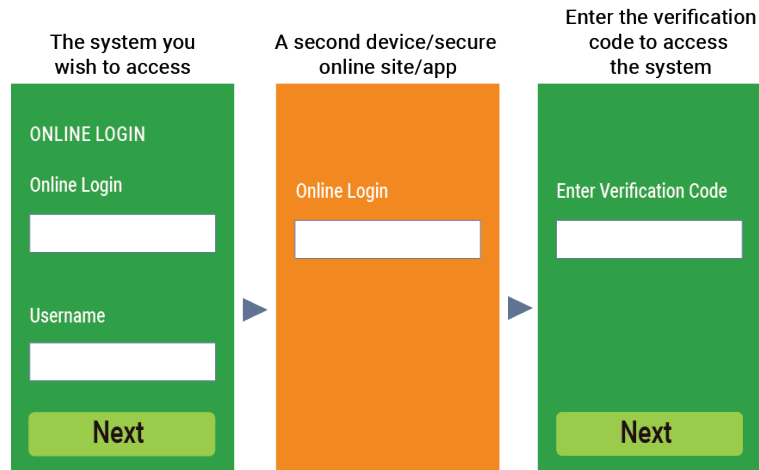 The system you
wish to access
ONLINE LOGIN
Online Login
Username
Next
A second device/secure
online site/app
Online Login
Enter the verification
code to access
the system
Enter Verification Code
Next